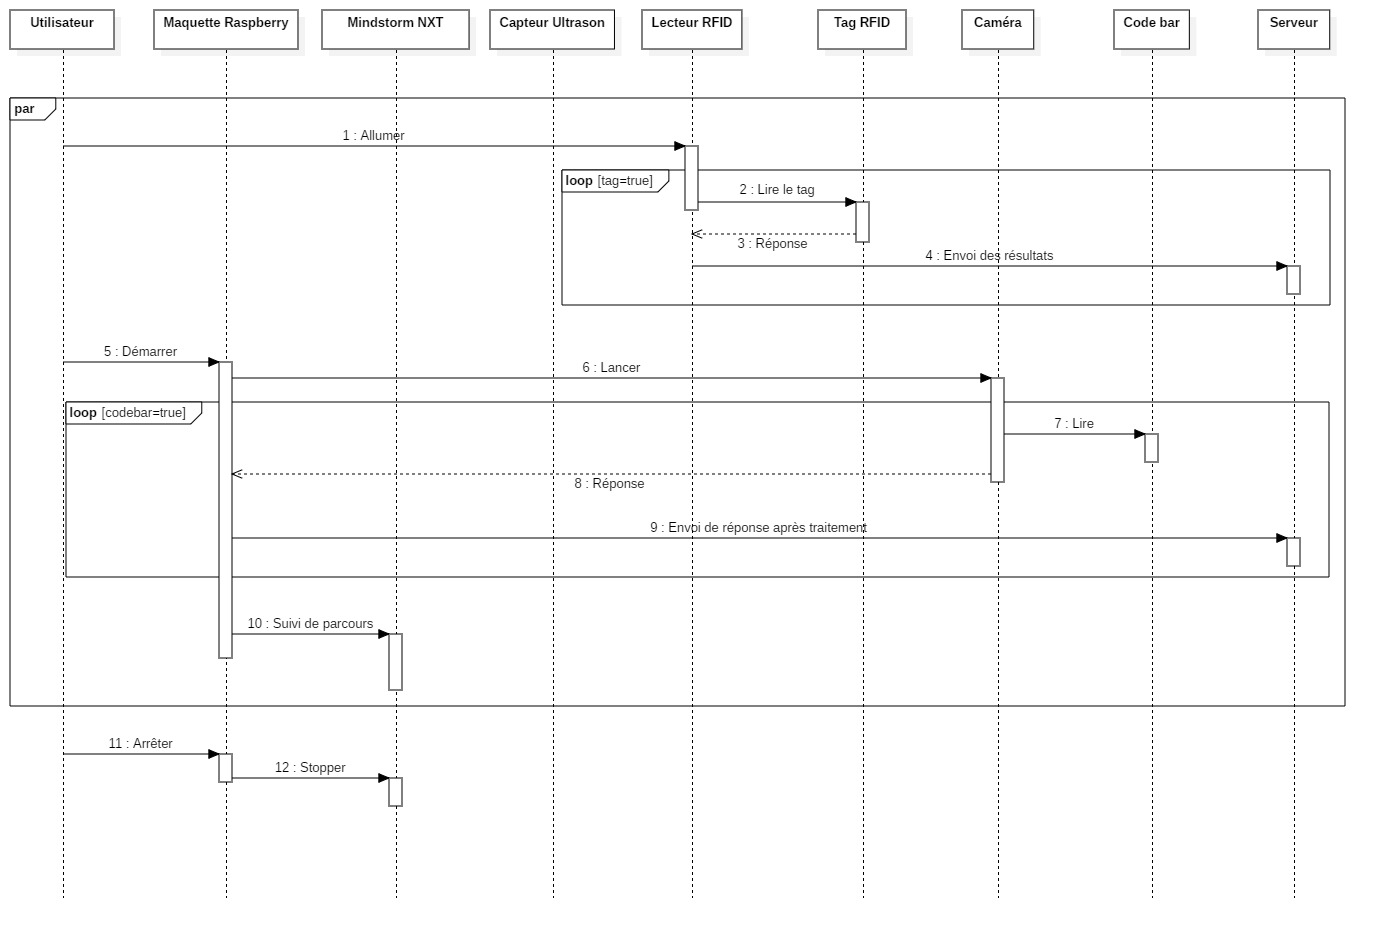 Utilisateur
Maquette Raspberry
Mindstorm NXT
Capteur Ultrason
Lecteur RFID
Tag RFID
Caméra
Code bar
Serveur
par
1 : Allumer
loop [tag=true]
2 : Lire le tag
3 : Réponse
4 : Envoi des résultats
5 : Démarrer
6 : Lancer
loop [codebar=true]
7 : Lire
8 : Réponse
9 : Envoi de réponse après traitement
10 : Suivi de parcours
11 : Arrêter
12 : Stopper